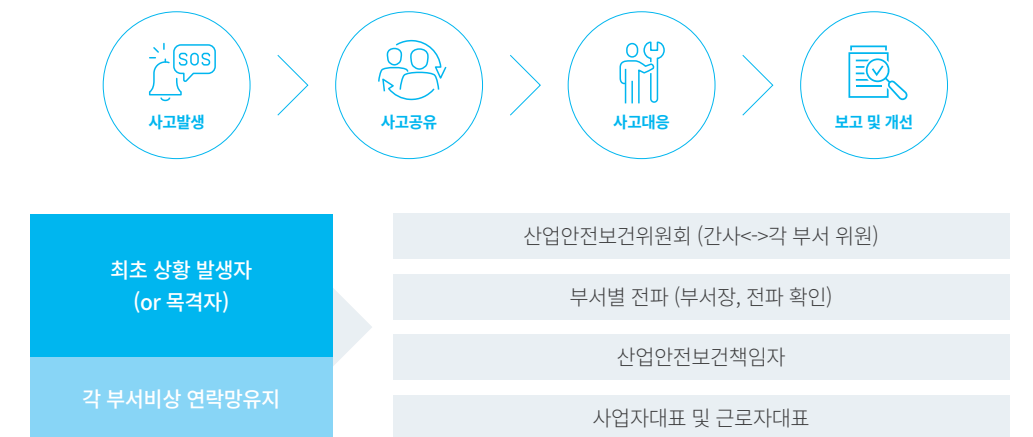 SOS
사고발생
사고공유
사고대응
보고 및 개선
최초 상황 발생자
(or 목격자)
각 부서비상 연락망유지
산업안전보건위원회 (간사<->각 부서 위원)
부서별 전파 (부서장, 전파 확인)
산업안전보건책임자
사업자대표 및 근로자대표